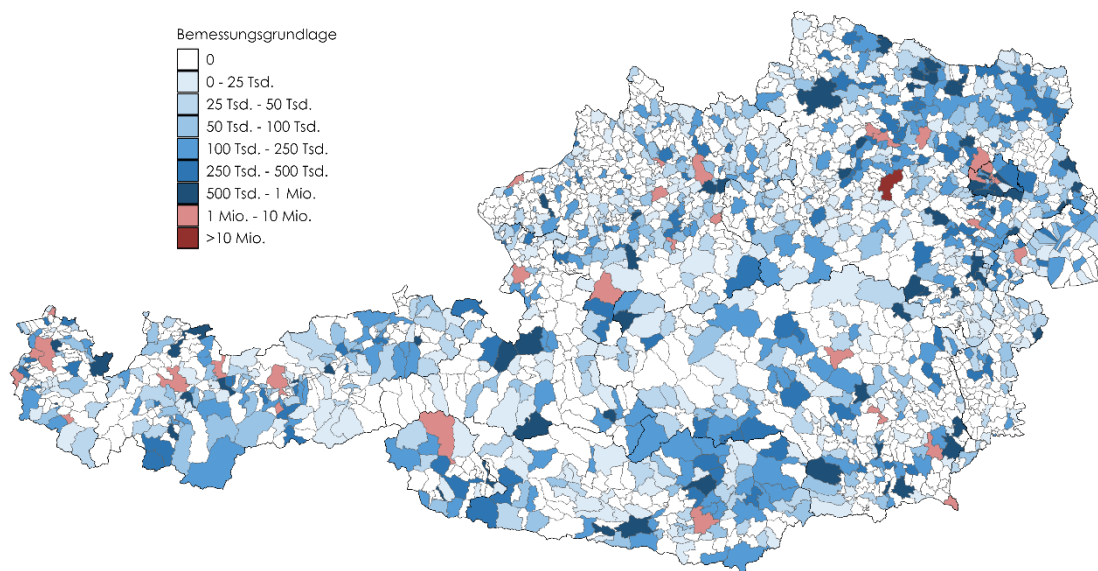 Bemessungsgrundlage
0
0 - 25 Tsd.
25 Tsd. - 50 Tsd.
50 Tsd. - 100 Tsd.
100 Tsd. - 250 Tsd.
250 Tsd. - 500 Tsd.
500 Tsd. - 1 Mio.
1 Mio. - 10 Mio.
>10 Mio.